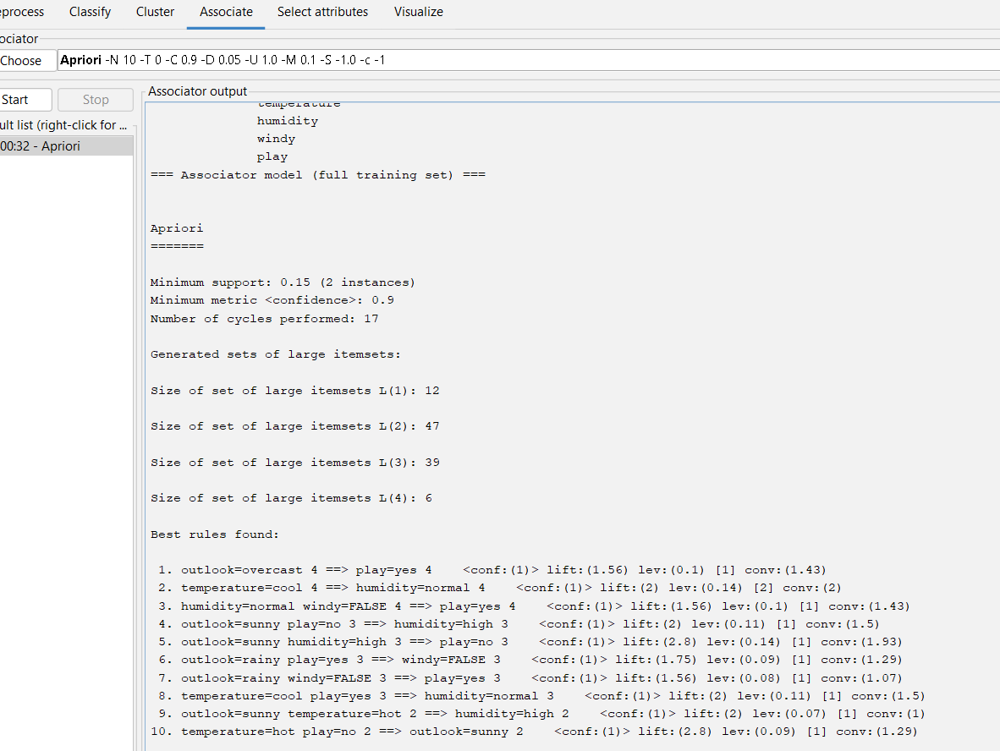 eprocess Classify Cluster Associate Select attributes Visualize
ociator
Choose Apriori -N 10 -T 0 -C 0.9 -D 0.05 -U 1.0 -M 0.1 -S -1.0 -c -1
Start Stop
Associator output
ult list (right-click for ...
00:32 - Apriori
temperature
humidity
windy
play
=== Associator model (full training set) ===
Apriori
=======
Minimum support: 0.15 (2 instances)
Minimum metric <confidence>: 0.9
Number of cycles performed: 17
Generated sets of large itemsets:
Size of set of large itemsets L(1): 12
Size of set of large itemsets L(2): 47
Size of set of large itemsets L(3): 39
Size of set of large itemsets L(4): 6
Best rules found:
1. outlook=overcast 4 ==> play=yes 4 <conf:(1)> lift:(1.56) lev:(0.1) [1] conv:(1.43)
2. temperature=cool 4 ==> humidity=normal 4 <conf:(1)> lift:(2) lev:(0.14) [2] conv:(2)
3. humidity=normal windy=FALSE 4 ==> play=yes 4 <conf:(1)> lift:(1.56) lev:(0.1) [1] conv:(1.43)
4. outlook=sunny play=no 3 ==> humidity=high 3 <conf:(1)> lift:(2) lev:(0.11) [1] conv:(1.5)
5. outlook=sunny humidity=high 3 ==> play=no 3 <conf:(1)> lift:(2.8) lev:(0.14) [1] conv:(1.93)
6. outlook=rainy play=yes 3 ==> windy=FALSE 3 <conf:(1)> lift:(1.75) lev:(0.09) [1] conv:(1.29)
7. outlook=rainy windy=FALSE 3 ==> play=yes 3 <conf:(1)> lift:(1.56) lev:(0.08) [1] conv:(1.07)
8. temperature=cool play=yes 3 ==> humidity=normal 3 <conf:(1)> lift:(2) lev:(0.11) [1] conv:(1.5)
9. outlook=sunny temperature=hot 2 ==> humidity=high 2 <conf:(1)> lift:(2) lev:(0.07) [1] conv:(1)
10. temperature=hot play=no 2 ==> outlook=sunny 2 <conf:(1)> lift:(2.8) lev:(0.09) [1] conv:(1.29)